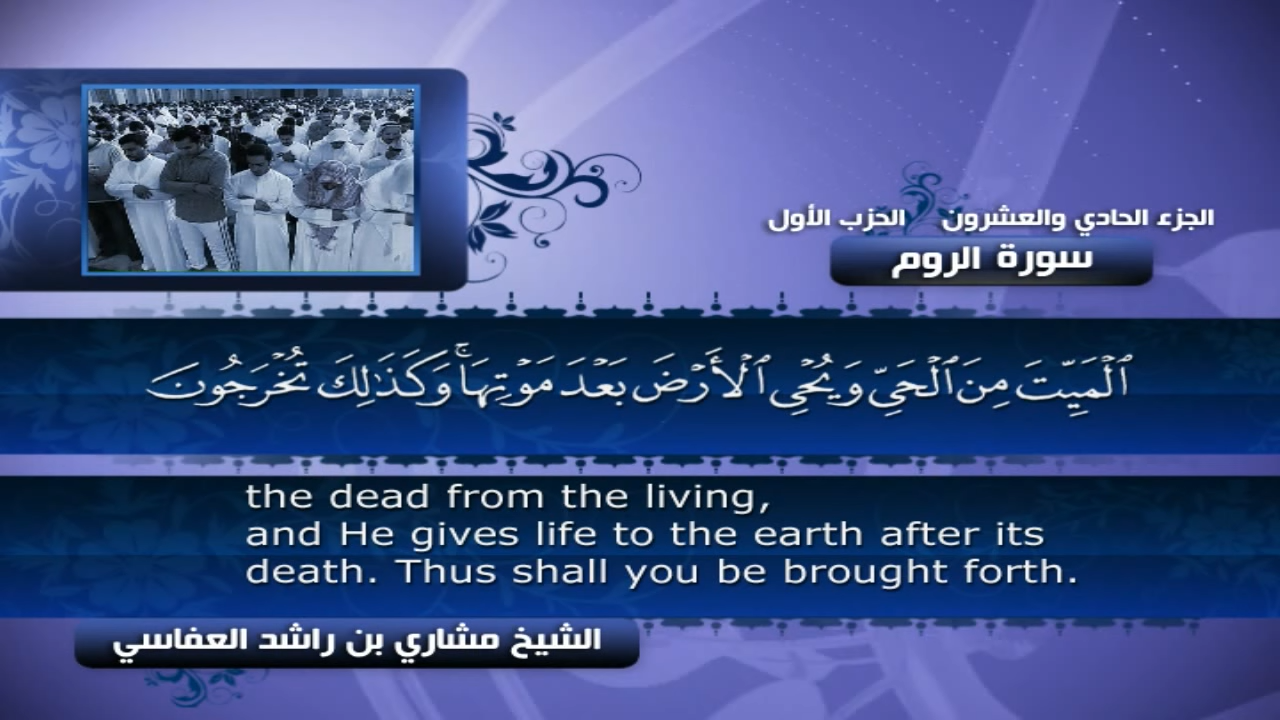 الجزء الحادي والعشرون الحزب الأول
سورة الروم
ٱلْمَيِّتَ مِنَ ٱلْحَيِّ وَيُحْىِ ٱلْأَرْضَ بَعْدَ مَوْتِهَا ۚ وَكَذَٰلِكَ تُخْرَجُونَ
the dead from the living,
and He gives life to the earth after its
death. Thus shall you be brought forth.
الشيخ مشاري بن راشد العفاسي